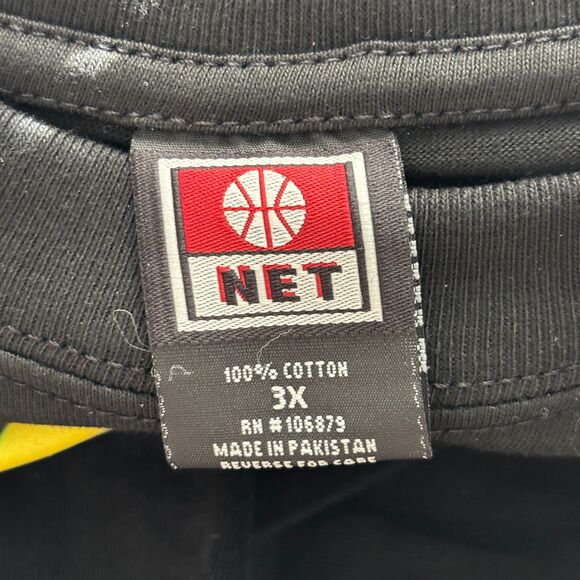 NET
100% COTTON
3X
RN # 106879
MADE IN PAKISTAN
REVERSE FOR CARE